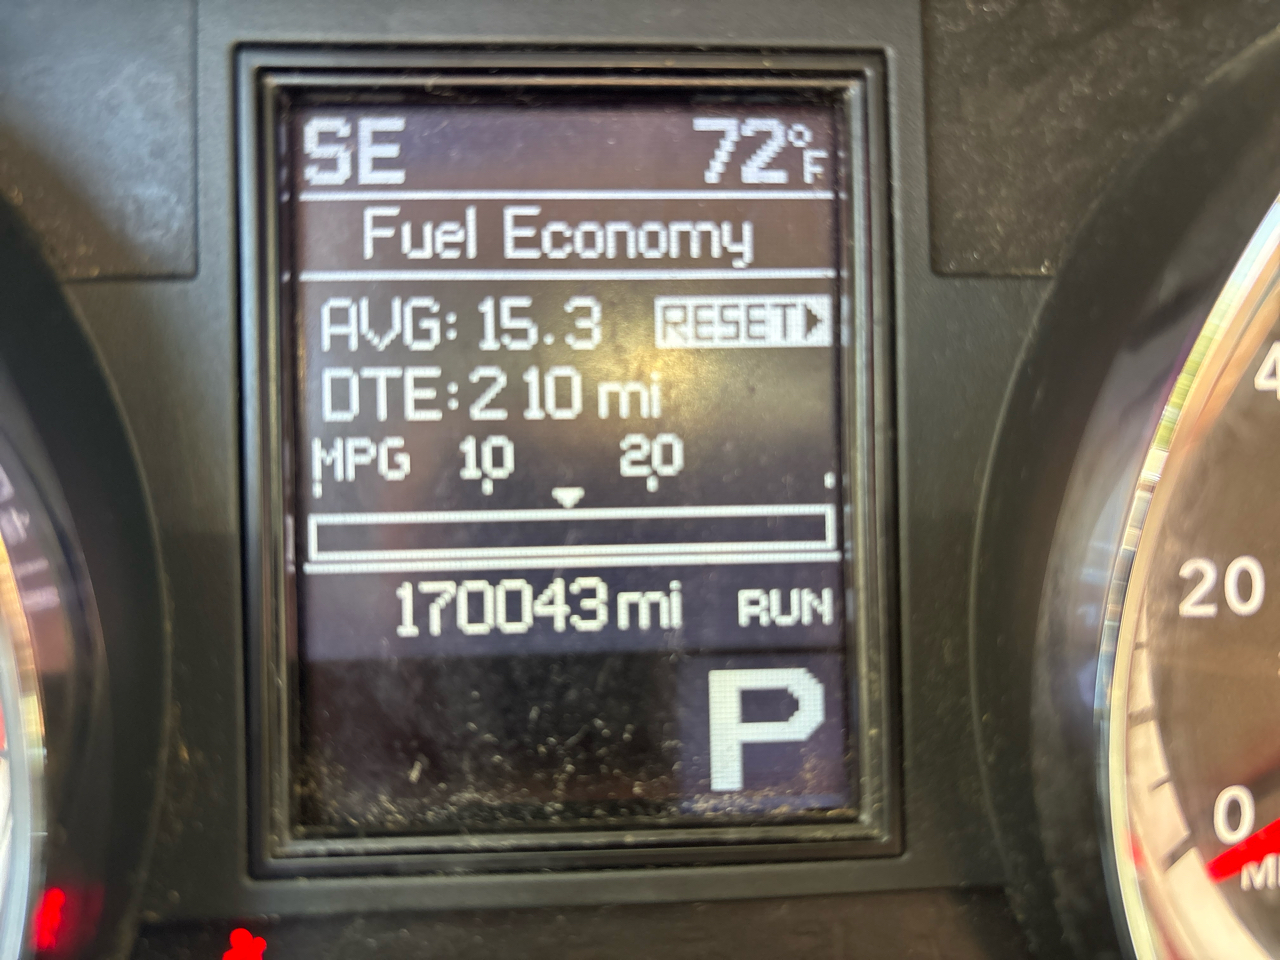 SE 72°F
Fuel Economy
AVG: 15.3 RESET
DTE: 210 mi
MPG 10 20
170043 mi RUN
P
20
0